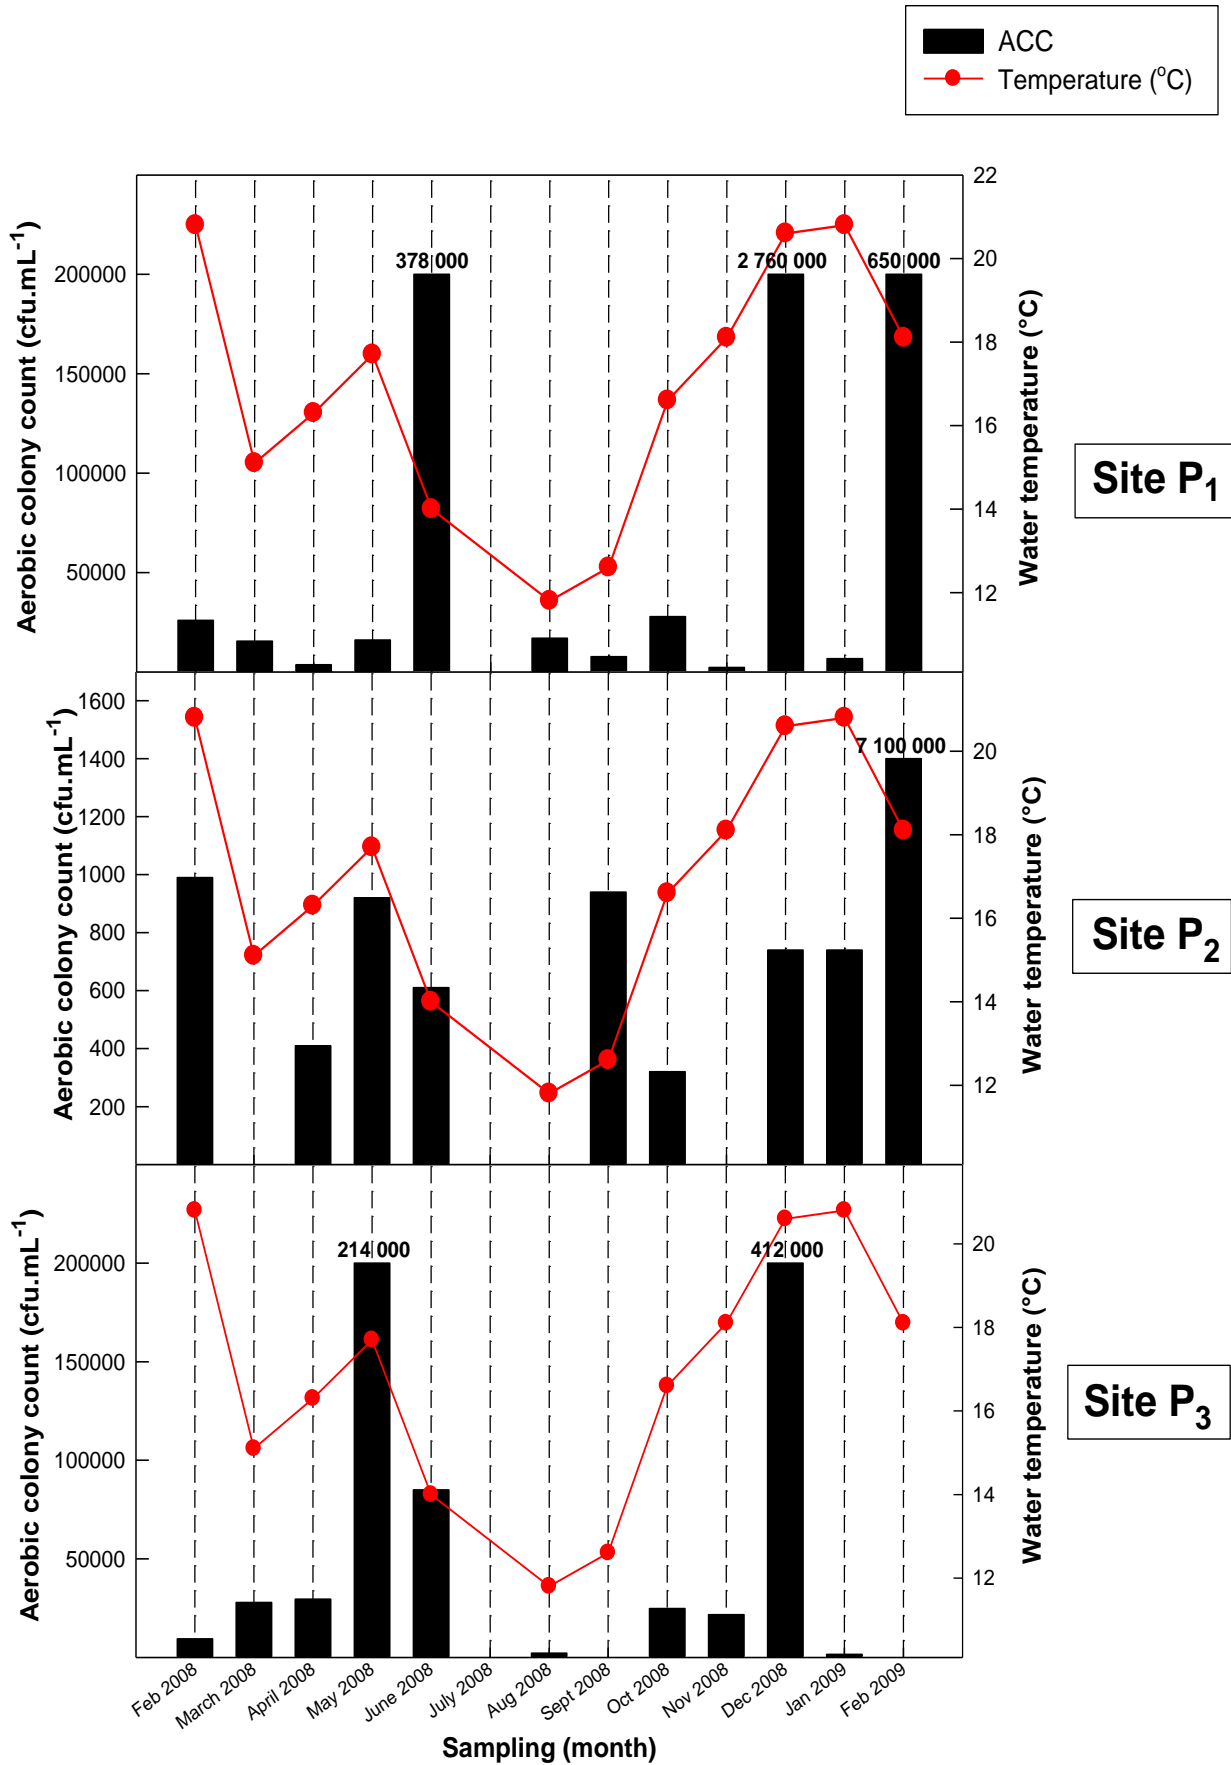 ACC
Temperature (°C)
Aerobic colony count (cfu.mL⁻¹)
200000
150000
100000
50000
378 000
2 760 000
650 000
22
20
18
16
14
12
Water temperature (°C)
Site P₁
Aerobic colony count (cfu.mL⁻¹)
1600
1400
1200
1000
800
600
400
200
7 100 000
20
18
16
14
12
Water temperature (°C)
Site P₂
Aerobic colony count (cfu.mL⁻¹)
200000
150000
100000
50000
214 000
412 000
20
18
16
14
12
Water temperature (°C)
Site P₃
Feb 2008
March 2008
April 2008
May 2008
June 2008
July 2008
Aug 2008
Sept 2008
Oct 2008
Nov 2008
Dec 2008
Jan 2009
Feb 2009
Sampling (month)